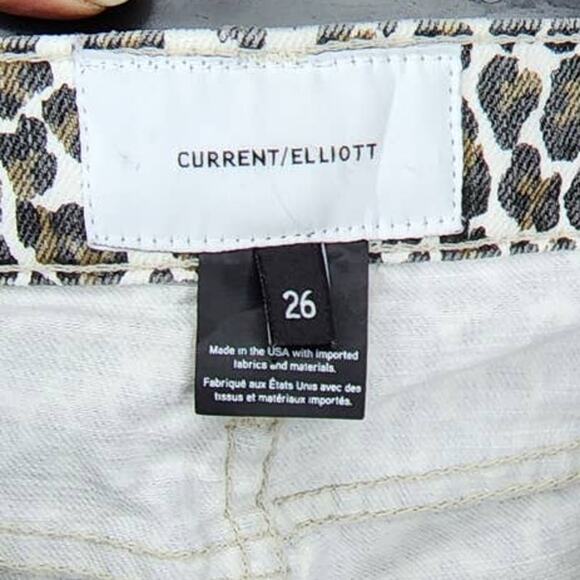 CURRENT/ELLIOTT
26
Made in the USA with imported
fabrics and materials.
Fabriqué aux États Unis avec des
tissus et matériaux importés.